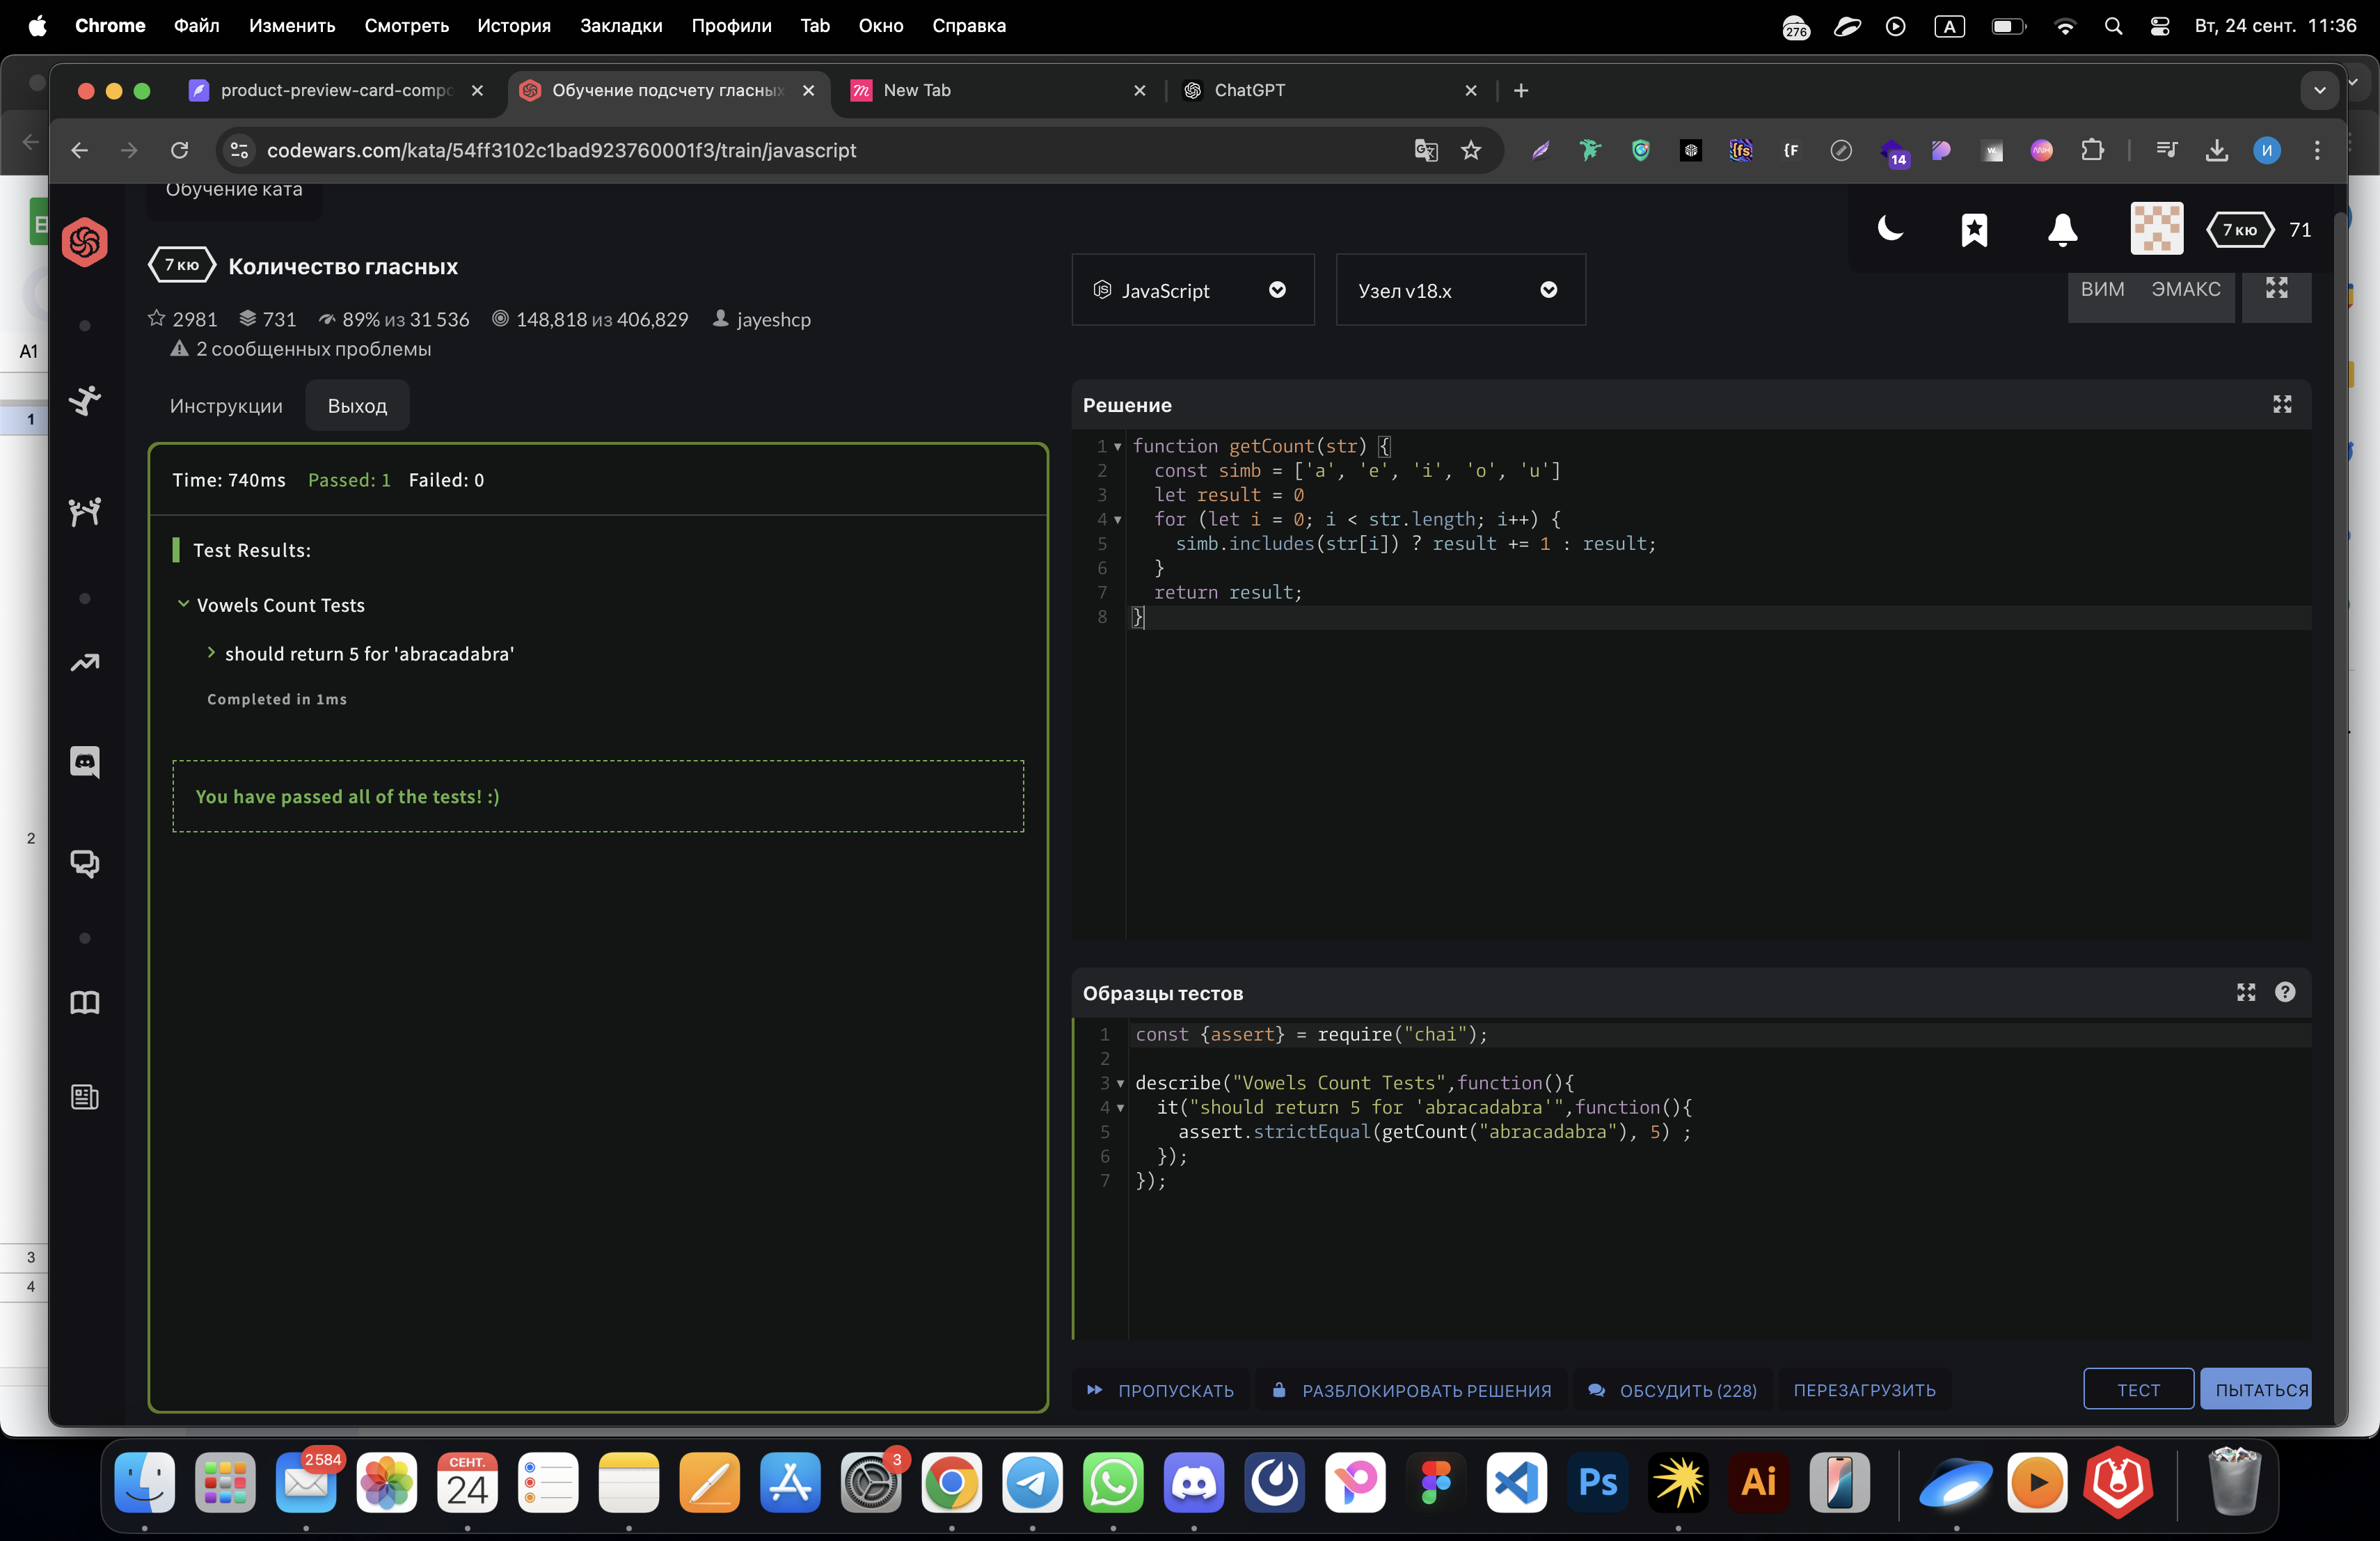 Chrome Файл Изменить Смотреть История Закладки Профили Tab Окно Справка
276 A Вт, 24 сент. 11:36
product-preview-card-compo
Обучение подсчету гласных
New Tab
ChatGPT
codewars.com/kata/54ff3102c1bad923760001f3/train/javascript
14
И
Обучение ката
7 кю 71
7 кю Количество гласных
2981 731 89% из 31 536 148,818 из 406,829 jayeshcp
2 сообщенных проблемы
JavaScript
Узел v18.x
ВИМ ЭМАКС
A1
1
2
3
4
Инструкции Выход
Time: 740ms Passed: 1 Failed: 0
Test Results:
Vowels Count Tests
should return 5 for 'abracadabra'
Completed in 1ms
You have passed all of the tests! :)
Решение
1 function getCount(str) {
2 const simb = ['a', 'e', 'i', 'o', 'u']
3 let result = 0
4 for (let i = 0; i < str.length; i++) {
5 simb.includes(str[i]) ? result += 1 : result;
6 }
7 return result;
8 }
Образцы тестов
1 const {assert} = require("chai");
2
3 describe("Vowels Count Tests",function(){
4 it("should return 5 for 'abracadabra'",function(){
5 assert.strictEqual(getCount("abracadabra"), 5) ;
6 });
7 });
ПРОПУСКАТЬ РАЗБЛОКИРОВАТЬ РЕШЕНИЯ ОБСУДИТЬ (228) ПЕРЕЗАГРУЗИТЬ ТЕСТ ПЫТАТЬСЯ
2 584
СЕНТ.
24
3
Ps
Ai